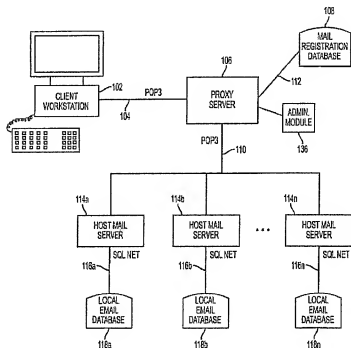 108
MAIL
REGISTRATION
DATABASE
106
102
CLIENT
WORKSTATION
POP3
104
PROXY
SERVER
112
ADMIN.
MODULE
136
POP3
110
114a
HOST MAIL
SERVER
114b
HOST MAIL
SERVER
...
114n
HOST MAIL
SERVER
SQL NET
116a
SQL NET
116b
SQL NET
116n
LOCAL
EMAIL
DATABASE
LOCAL
EMAIL
DATABASE
LOCAL
EMAIL
DATABASE
118a
118b
118n